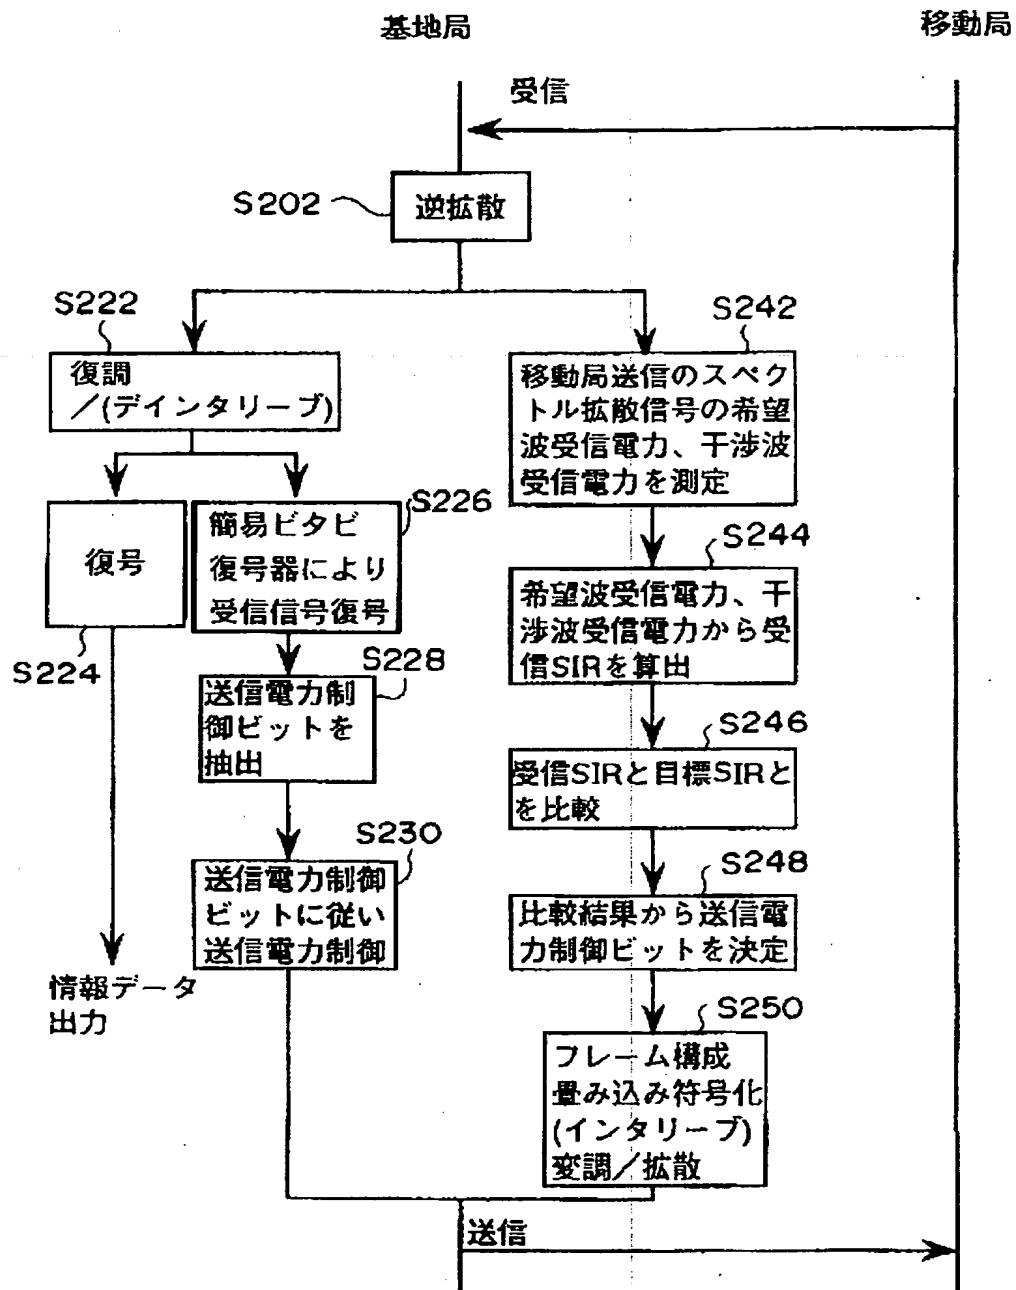 基地局
移動局
受信
S202
逆拡散
S222
復調
／(デインタリーブ)
S224
復号
情報データ
出力
S226
簡易ビタビ
復号器により
受信信号復号
S228
送信電力制
御ビットを
抽出
S230
送信電力制御
ビットに従い
送信電力制御
S242
移動局送信のスペク
トル拡散信号の希望
波受信電力、干渉波
受信電力を測定
S244
希望波受信電力、干
渉波受信電力から受
信SIRを算出
S246
受信SIRと目標SIRと
を比較
S248
比較結果から送信電
力制御ビットを決定
S250
フレーム構成
畳み込み符号化
(インタリーブ)
変調／拡散
送信